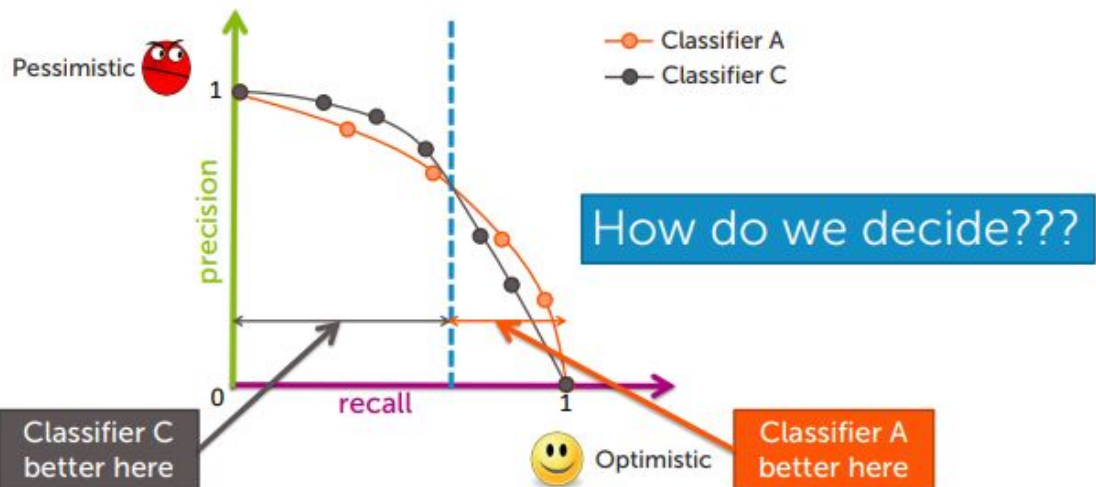 Pessimistic
1
precision
0
recall
1
Classifier A
Classifier C
How do we decide???
Classifier C
better here
Optimistic
Classifier A
better here